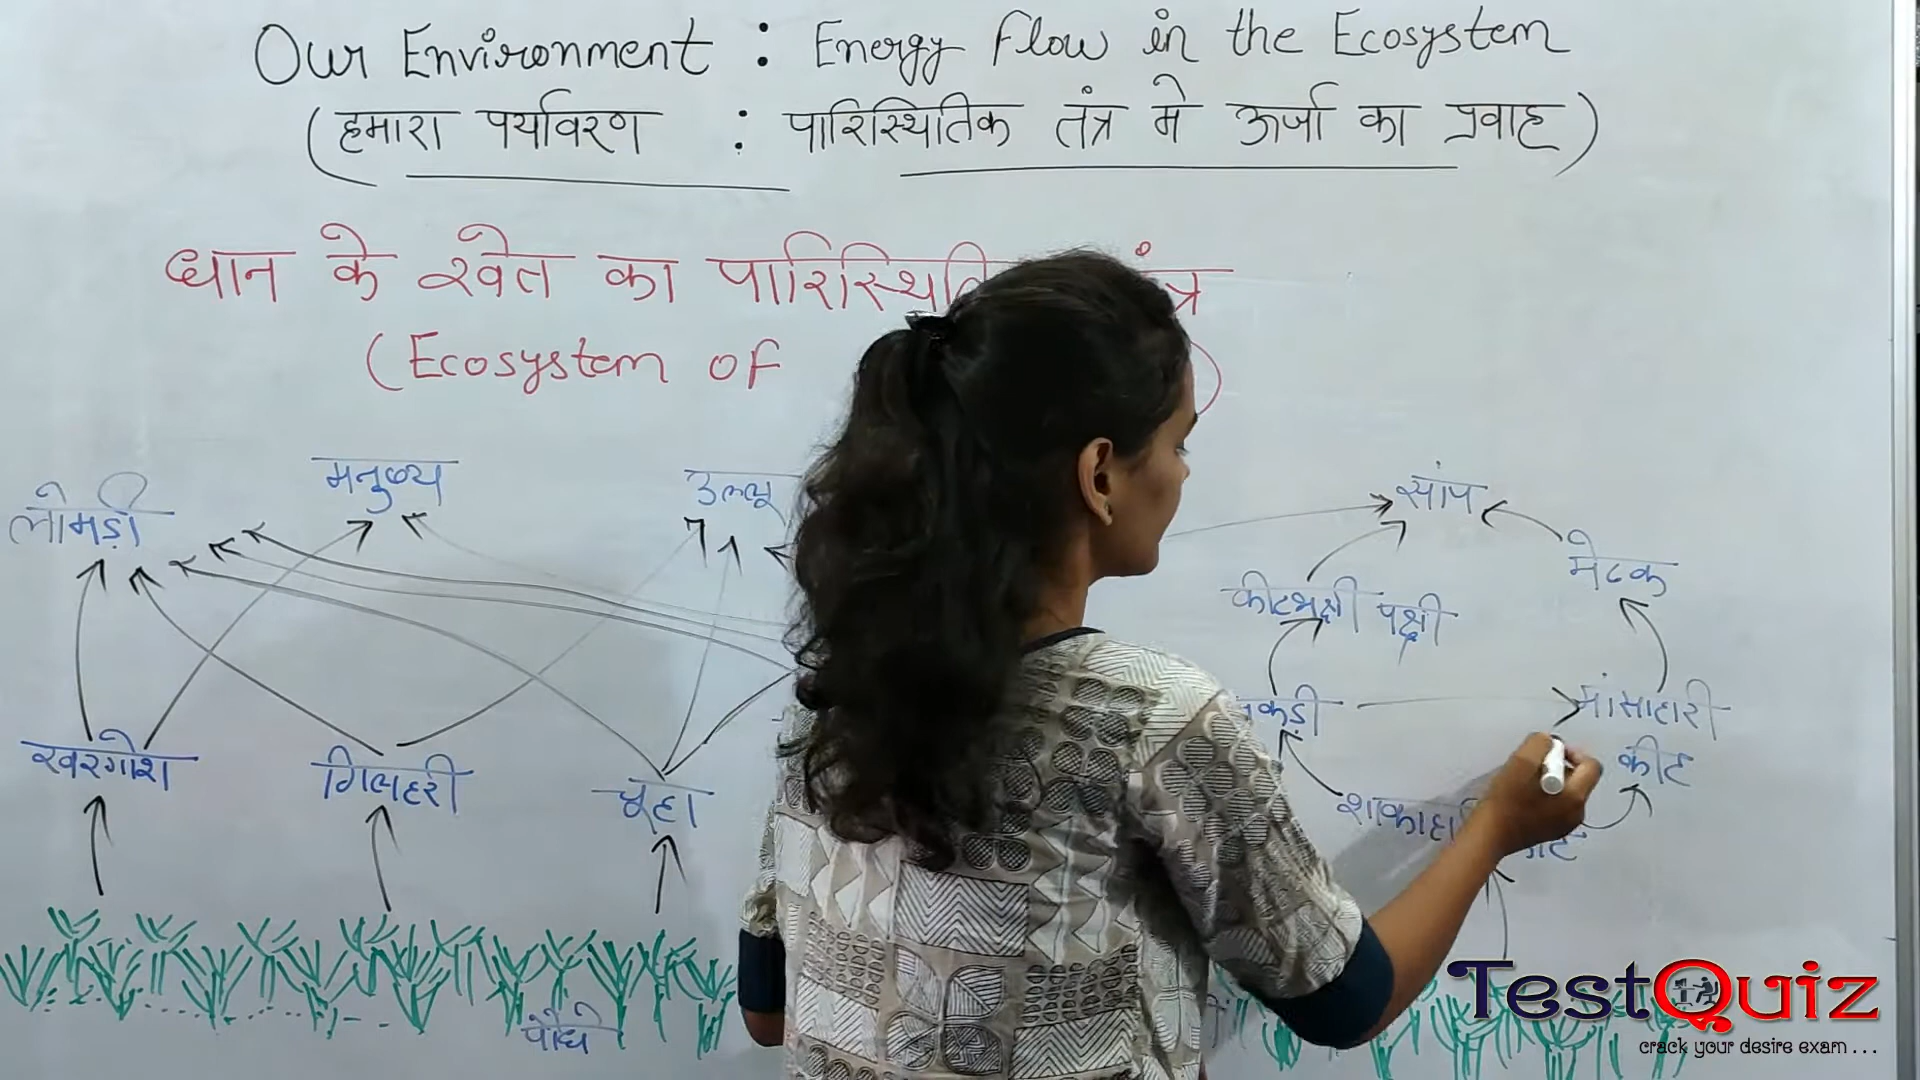 Our Environment : Energy Flow in the Ecosystem
(हमारा पर्यावरण : पारिस्थितिक तंत्र मे ऊर्जा का प्रवाह)
धान के खेत का
(Ecosystem of
लोमड़ी
मनुष्य
उल्लू
सांप
मेढक
कीटभक्षी पक्षी
मांसाहारी
कीट
खरगोश
गिलहरी
चूहा
पौधे
TestQuiz
crack your desire exam ...